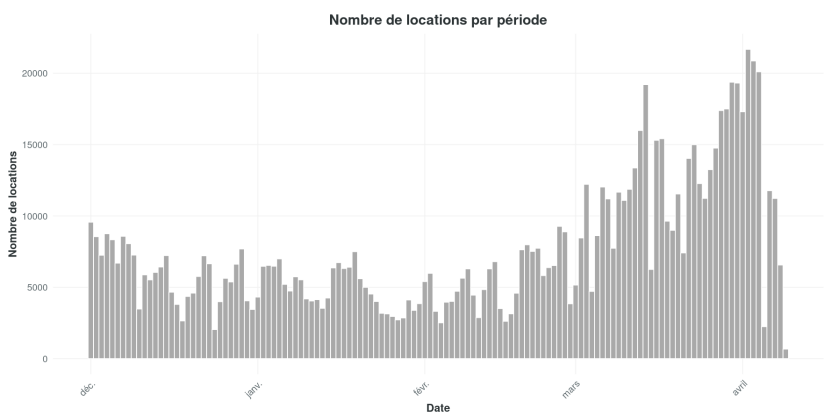 Nombre de locations par période
Nombre de locations
20000
15000
10000
5000
0
déc.
janv.
févr.
mars
avril
Date